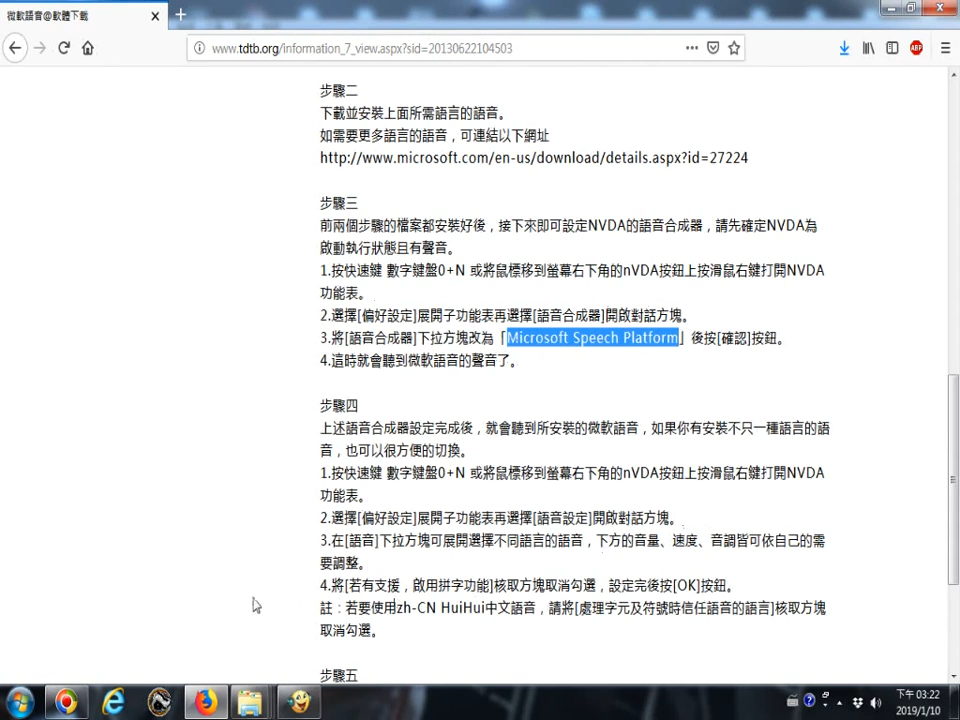 微軟語音@軟體下載
www.tdtb.org/information_7_view.aspx?sid=20130622104503
ABP
步驟二
下載並安裝上面所需語言的語音。
如需要更多語言的語音，可連結以下網址
http://www.microsoft.com/en-us/download/details.aspx?id=27224
步驟三
前兩個步驟的檔案都安裝好後，接下來即可設定NVDA的語音合成器，請先確定NVDA為
啟動執行狀態且有聲音。
1.按快速鍵 數字鍵盤0+N 或將鼠標移到螢幕右下角的nVDA按鈕上按滑鼠右鍵打開NVDA
功能表。
2.選擇[偏好設定]展開子功能表再選擇[語音合成器]開啟對話方塊。
3.將[語音合成器]下拉方塊改為「Microsoft Speech Platform」後按[確認]按鈕。
4.這時就會聽到微軟語音的聲音了。
步驟四
上述語音合成器設定完成後，就會聽到所安裝的微軟語音，如果你有安裝不只一種語言的語
音，也可以很方便的切換。
1.按快速鍵 數字鍵盤0+N 或將鼠標移到螢幕右下角的nVDA按鈕上按滑鼠右鍵打開NVDA
功能表。
2.選擇[偏好設定]展開子功能表再選擇[語音設定]開啟對話方塊。
3.在[語音]下拉方塊可展開選擇不同語言的語音，下方的音量、速度、音調皆可依自己的需
要調整。
4.將[若有支援，啟用拼字功能]核取方塊取消勾選，設定完後按[OK]按鈕。
註：若要使用zh-CN HuiHui中文語音，請將[處理字元及符號時信任語音的語言]核取方塊
取消勾選。
步驟五
下午 03:22
2019/1/10